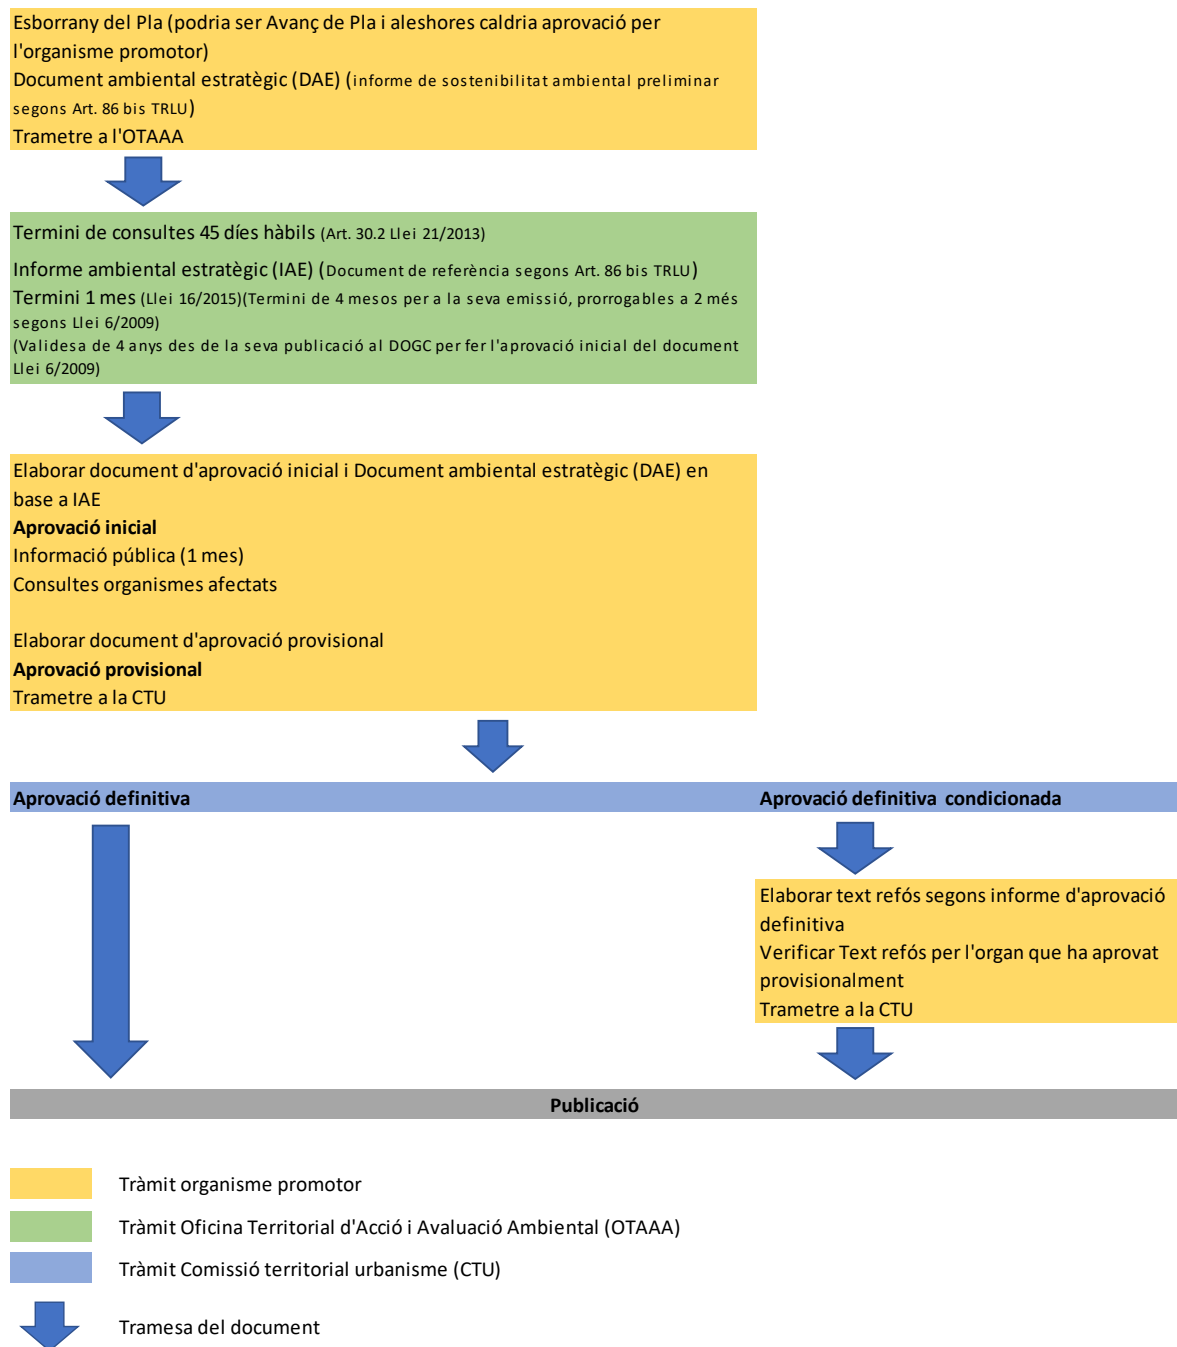 Esborrany del Pla (podria ser Avanç de Pla i aleshores caldria aprovació per
l'organisme promotor)
Document ambiental estratègic (DAE) (informe de sostenibilitat ambiental preliminar
segons Art. 86 bis TRLU)
Trametre a l'OTAAA
Termini de consultes 45 díes hàbils (Art. 30.2 Llei 21/2013)
Informe ambiental estratègic (IAE) (Document de referència segons Art. 86 bis TRLU)
Termini 1 mes (Llei 16/2015)(Termini de 4 mesos per a la seva emissió, prorrogables a 2 més
segons Llei 6/2009)
(Validesa de 4 anys des de la seva publicació al DOGC per fer l'aprovació inicial del document
Llei 6/2009)
Elaborar document d'aprovació inicial i Document ambiental estratègic (DAE) en
base a IAE
Aprovació inicial
Informació pública (1 mes)
Consultes organismes afectats
Elaborar document d'aprovació provisional
Aprovació provisional
Trametre a la CTU
Aprovació definitiva
Aprovació definitiva condicionada
Elaborar text refós segons informe d'aprovació
definitiva
Verificar Text refós per l'organ que ha aprovat
provisionalment
Trametre a la CTU
Publicació
Tràmit organisme promotor
Tràmit Oficina Territorial d'Acció i Avaluació Ambiental (OTAAA)
Tràmit Comissió territorial urbanisme (CTU)
Tramesa del document